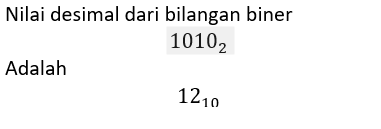 Nilai desimal dari bilangan biner
1010₂
Adalah
12₁₀